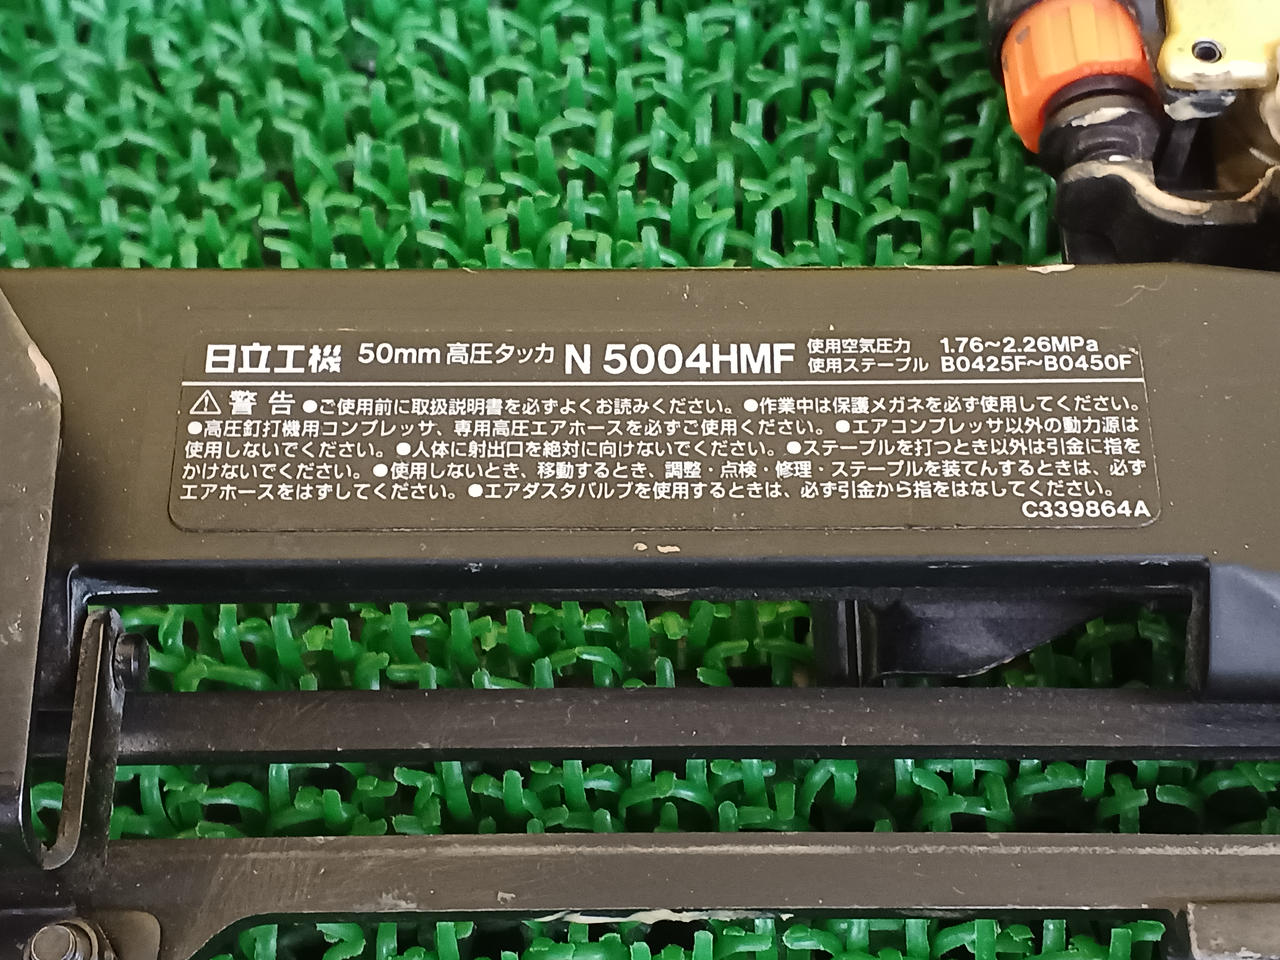 日立工機 50mm 高圧タッカ N 5004HMF 使用空気圧力 1.76~2.26MPa
使用ステープル B0425F~B0450F
⚠ 警告 ●ご使用前に取扱説明書を必ずよくお読みください。●作業中は保護メガネを必ず使用してください。
●高圧釘打機用コンプレッサ、専用高圧エアホースを必ずご使用ください。●エアコンプレッサ以外の動力源は
使用しないでください。●人体に射出口を絶対に向けないでください。●ステープルを打つとき以外は引金に指を
かけないでください。●使用しないとき、移動するとき、調整・点検・修理・ステープルを装てんするときは、必ず
エアホースをはずしてください。●エアダスタバルブを使用するときは、必ず引金から指をはなしてください。
C339864A